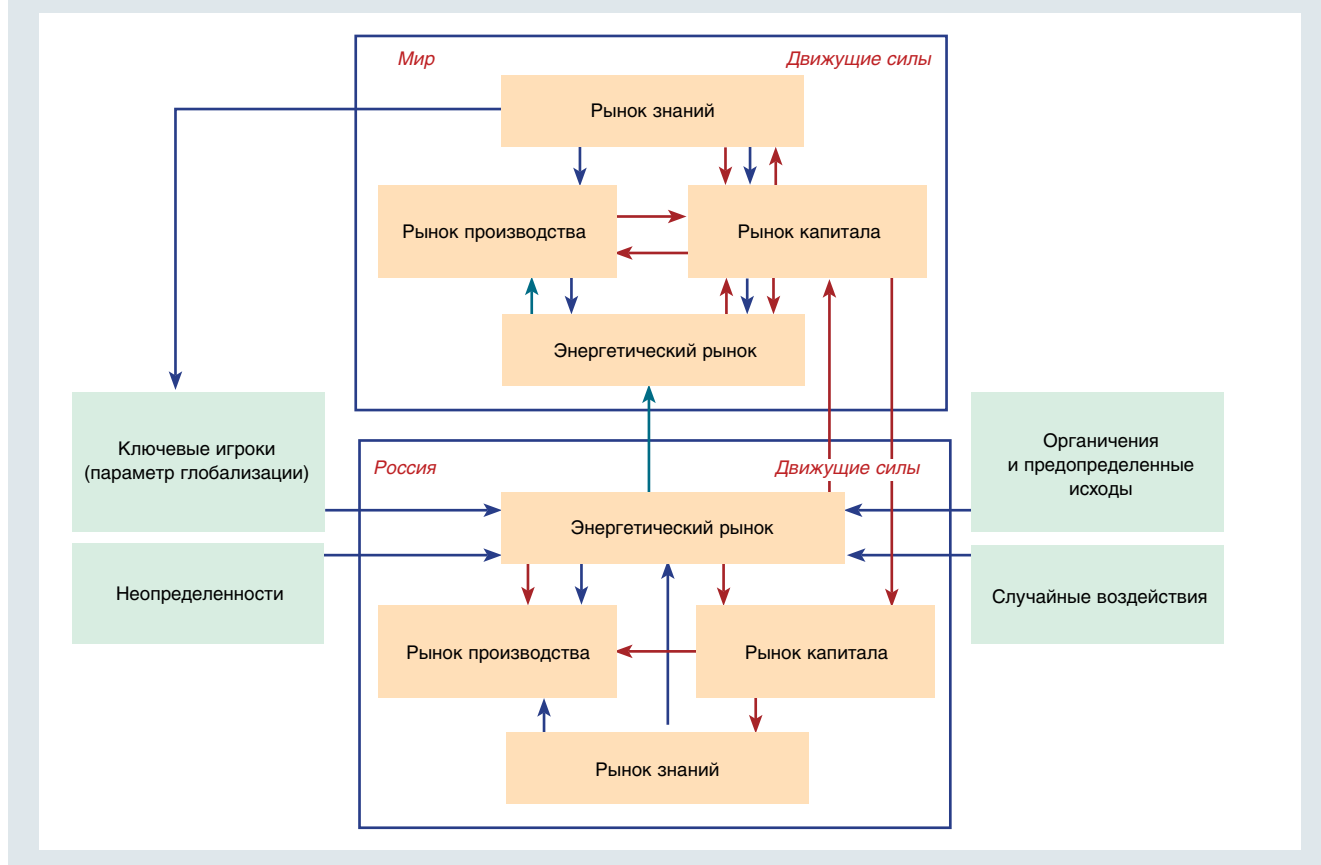 Мир
Движущие силы
Рынок знаний
Рынок производства
Рынок капитала
Энергетический рынок
Ключевые игроки
(параметр глобализации)
Органичения
и предопределенные
исходы
Россия
Движущие силы
Энергетический рынок
Неопределенности
Случайные воздействия
Рынок производства
Рынок капитала
Рынок знаний